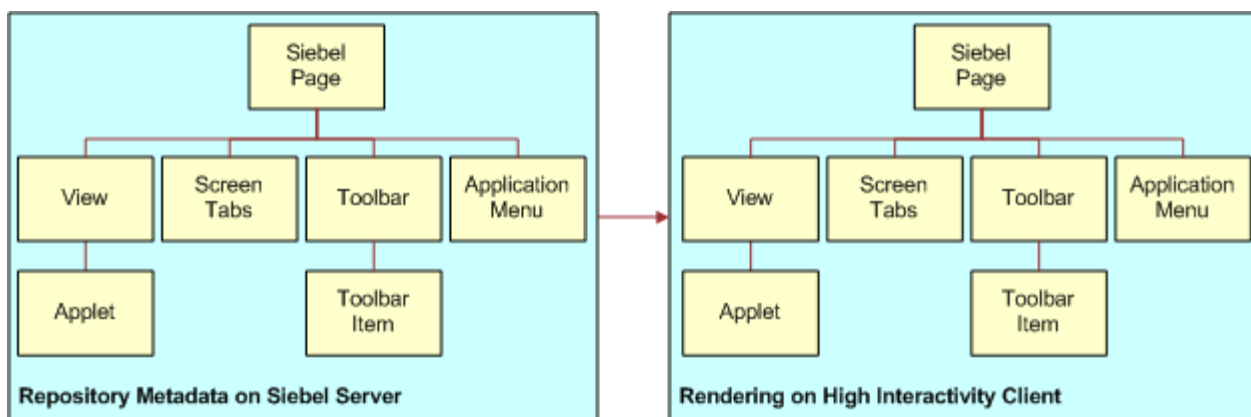 Siebel
Page
View
Screen
Tabs
Toolbar
Application
Menu
Applet
Toolbar
Item
Repository Metadata on Siebel Server
Siebel
Page
View
Screen
Tabs
Toolbar
Application
Menu
Applet
Toolbar
Item
Rendering on High Interactivity Client